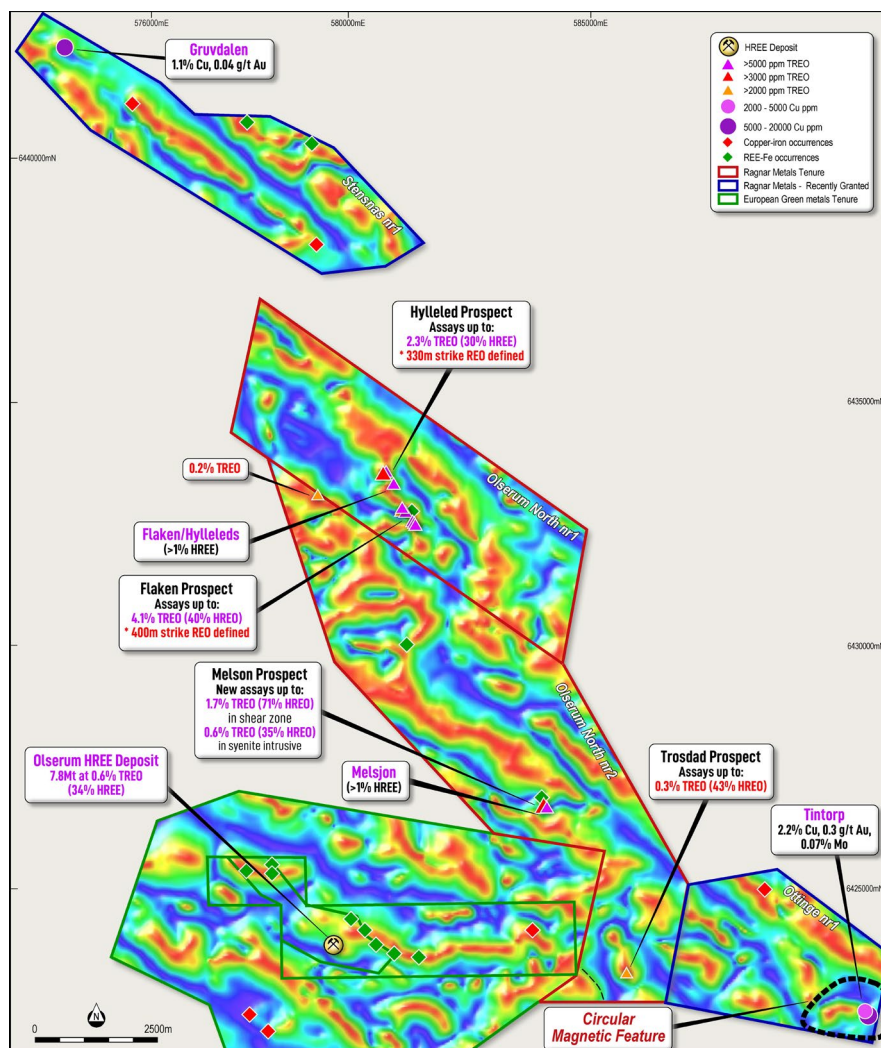 576000mE
580000mE
585000mE
Gruvdalen
1.1% Cu, 0.04 g/t Au
HREE Deposit
>5000 ppm TREO
>3000 ppm TREO
>2000 ppm TREO
2000 - 5000 Cu ppm
5000 - 20000 Cu ppm
Copper-iron occurrences
REE-Fe occurrences
Ragnar Metals Tenure
Ragnar Metals - Recently Granted
European Green metals Tenure
6440000mN
Stensnas nr1
Hylleled Prospect
Assays up to:
2.3% TREO (30% HREE)
* 330m strike REO defined
6435000mN
0.2% TREO
Olserum North nr1
Flaken/Hylleleds
(>1% HREE)
Flaken Prospect
Assays up to:
4.1% TREO (40% HREO)
* 400m strike REO defined
6430000mN
Melson Prospect
New assays up to:
1.7% TREO (71% HREO)
in shear zone
0.6% TREO (35% HREO)
in syenite intrusive
Olserum North nr2
Olserum HREE Deposit
7.8Mt at 0.6% TREO
(34% HREE)
Melsjon
(>1% HREE)
Trosdad Prospect
Assays up to:
0.3% TREO (43% HREO)
Tintorp
2.2% Cu, 0.3 g/t Au,
0.07% Mo
6425000mN
Ottinge nr1
Circular
Magnetic Feature
N
0
2500m